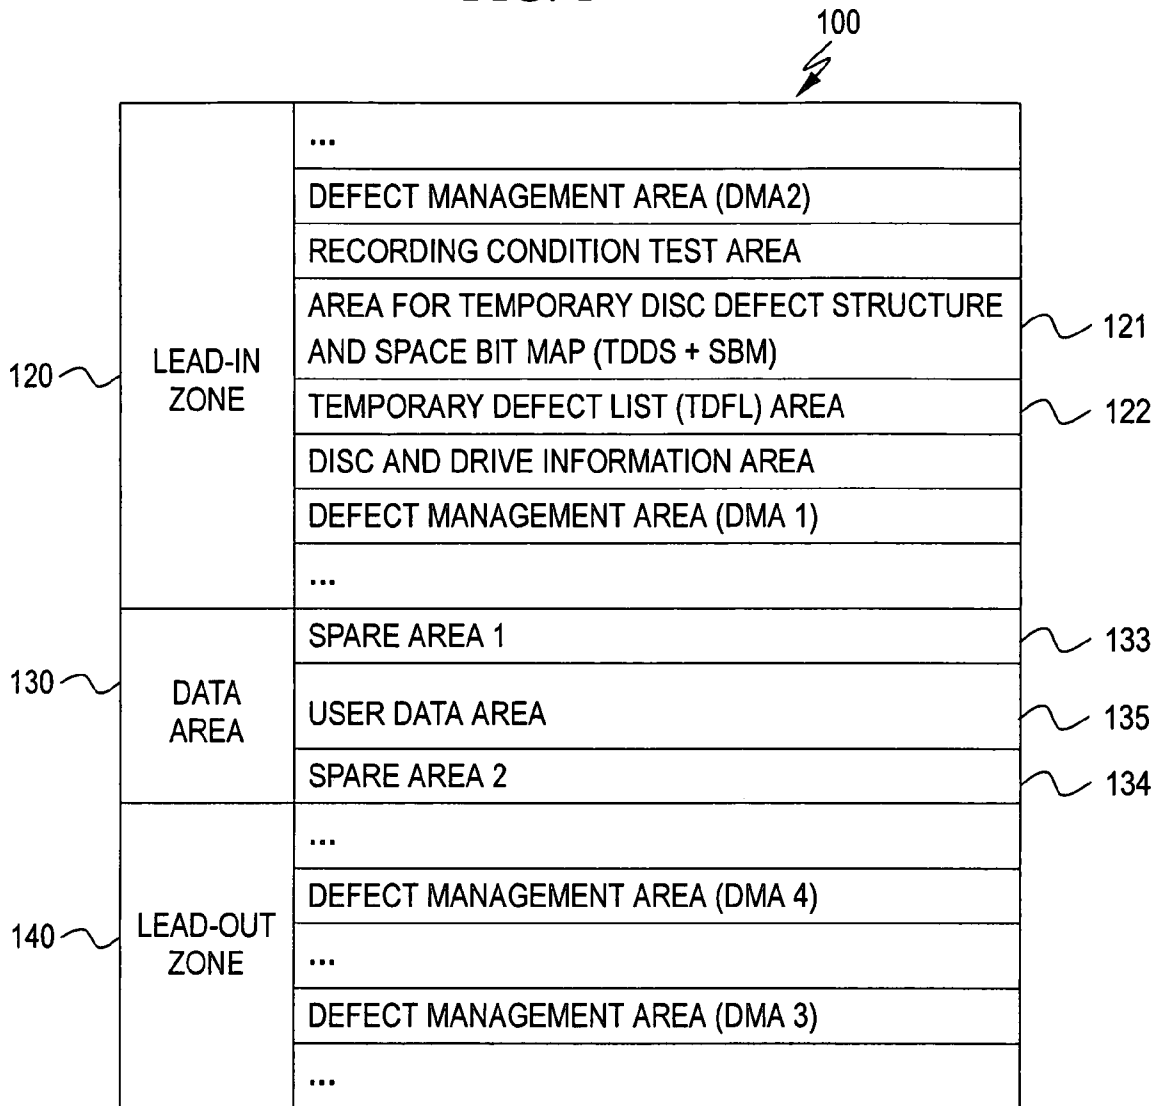 100
...
DEFECT MANAGEMENT AREA (DMA2)
RECORDING CONDITION TEST AREA
AREA FOR TEMPORARY DISC DEFECT STRUCTURE
AND SPACE BIT MAP (TDDS + SBM)
121
120
LEAD-IN
ZONE
TEMPORARY DEFECT LIST (TDFL) AREA
122
DISC AND DRIVE INFORMATION AREA
DEFECT MANAGEMENT AREA (DMA 1)
...
SPARE AREA 1
133
130
DATA
AREA
USER DATA AREA
135
SPARE AREA 2
134
...
DEFECT MANAGEMENT AREA (DMA 4)
140
LEAD-OUT
ZONE
...
DEFECT MANAGEMENT AREA (DMA 3)
...